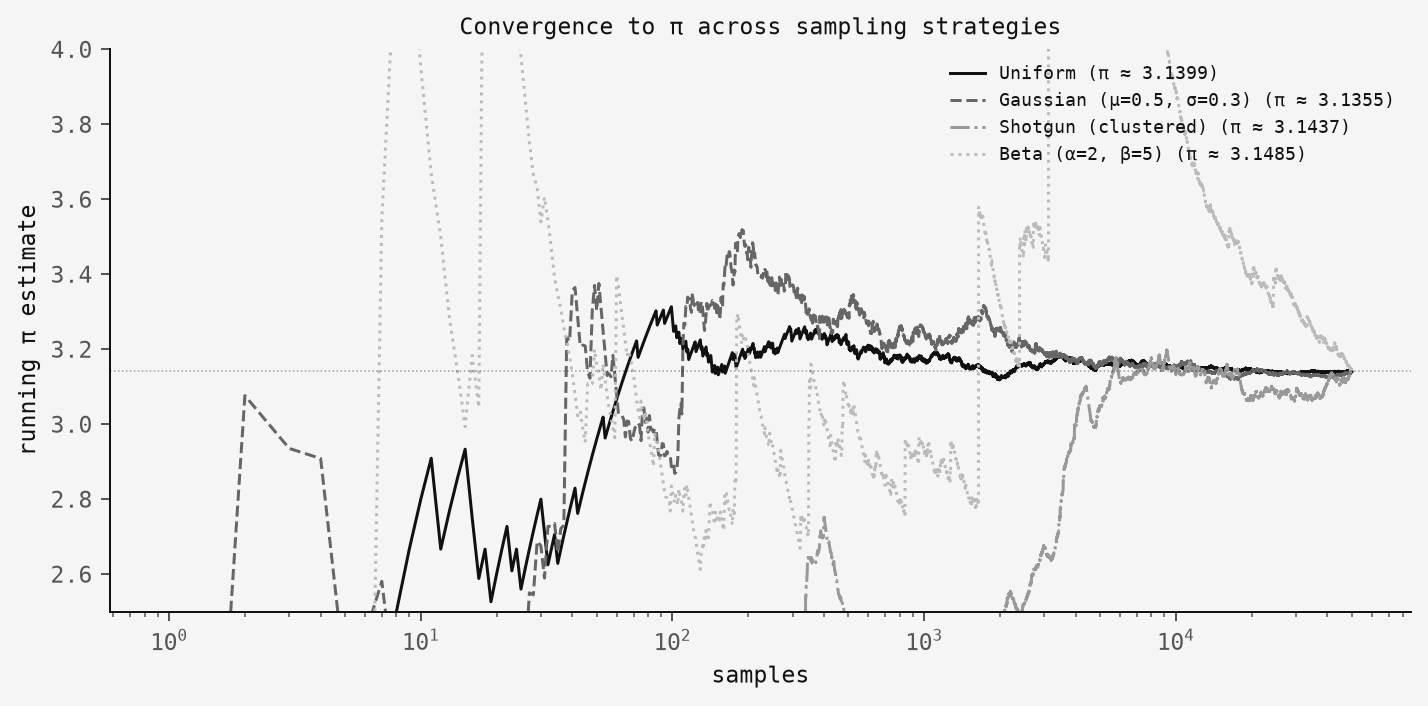 Convergence to π across sampling strategies
Uniform (π ≈ 3.1399)
Gaussian (μ=0.5, σ=0.3) (π ≈ 3.1355)
Shotgun (clustered) (π ≈ 3.1437)
Beta (α=2, β=5) (π ≈ 3.1485)
running π estimate
4.0
3.8
3.6
3.4
3.2
3.0
2.8
2.6
10⁰ 10¹ 10² 10³ 10⁴
samples